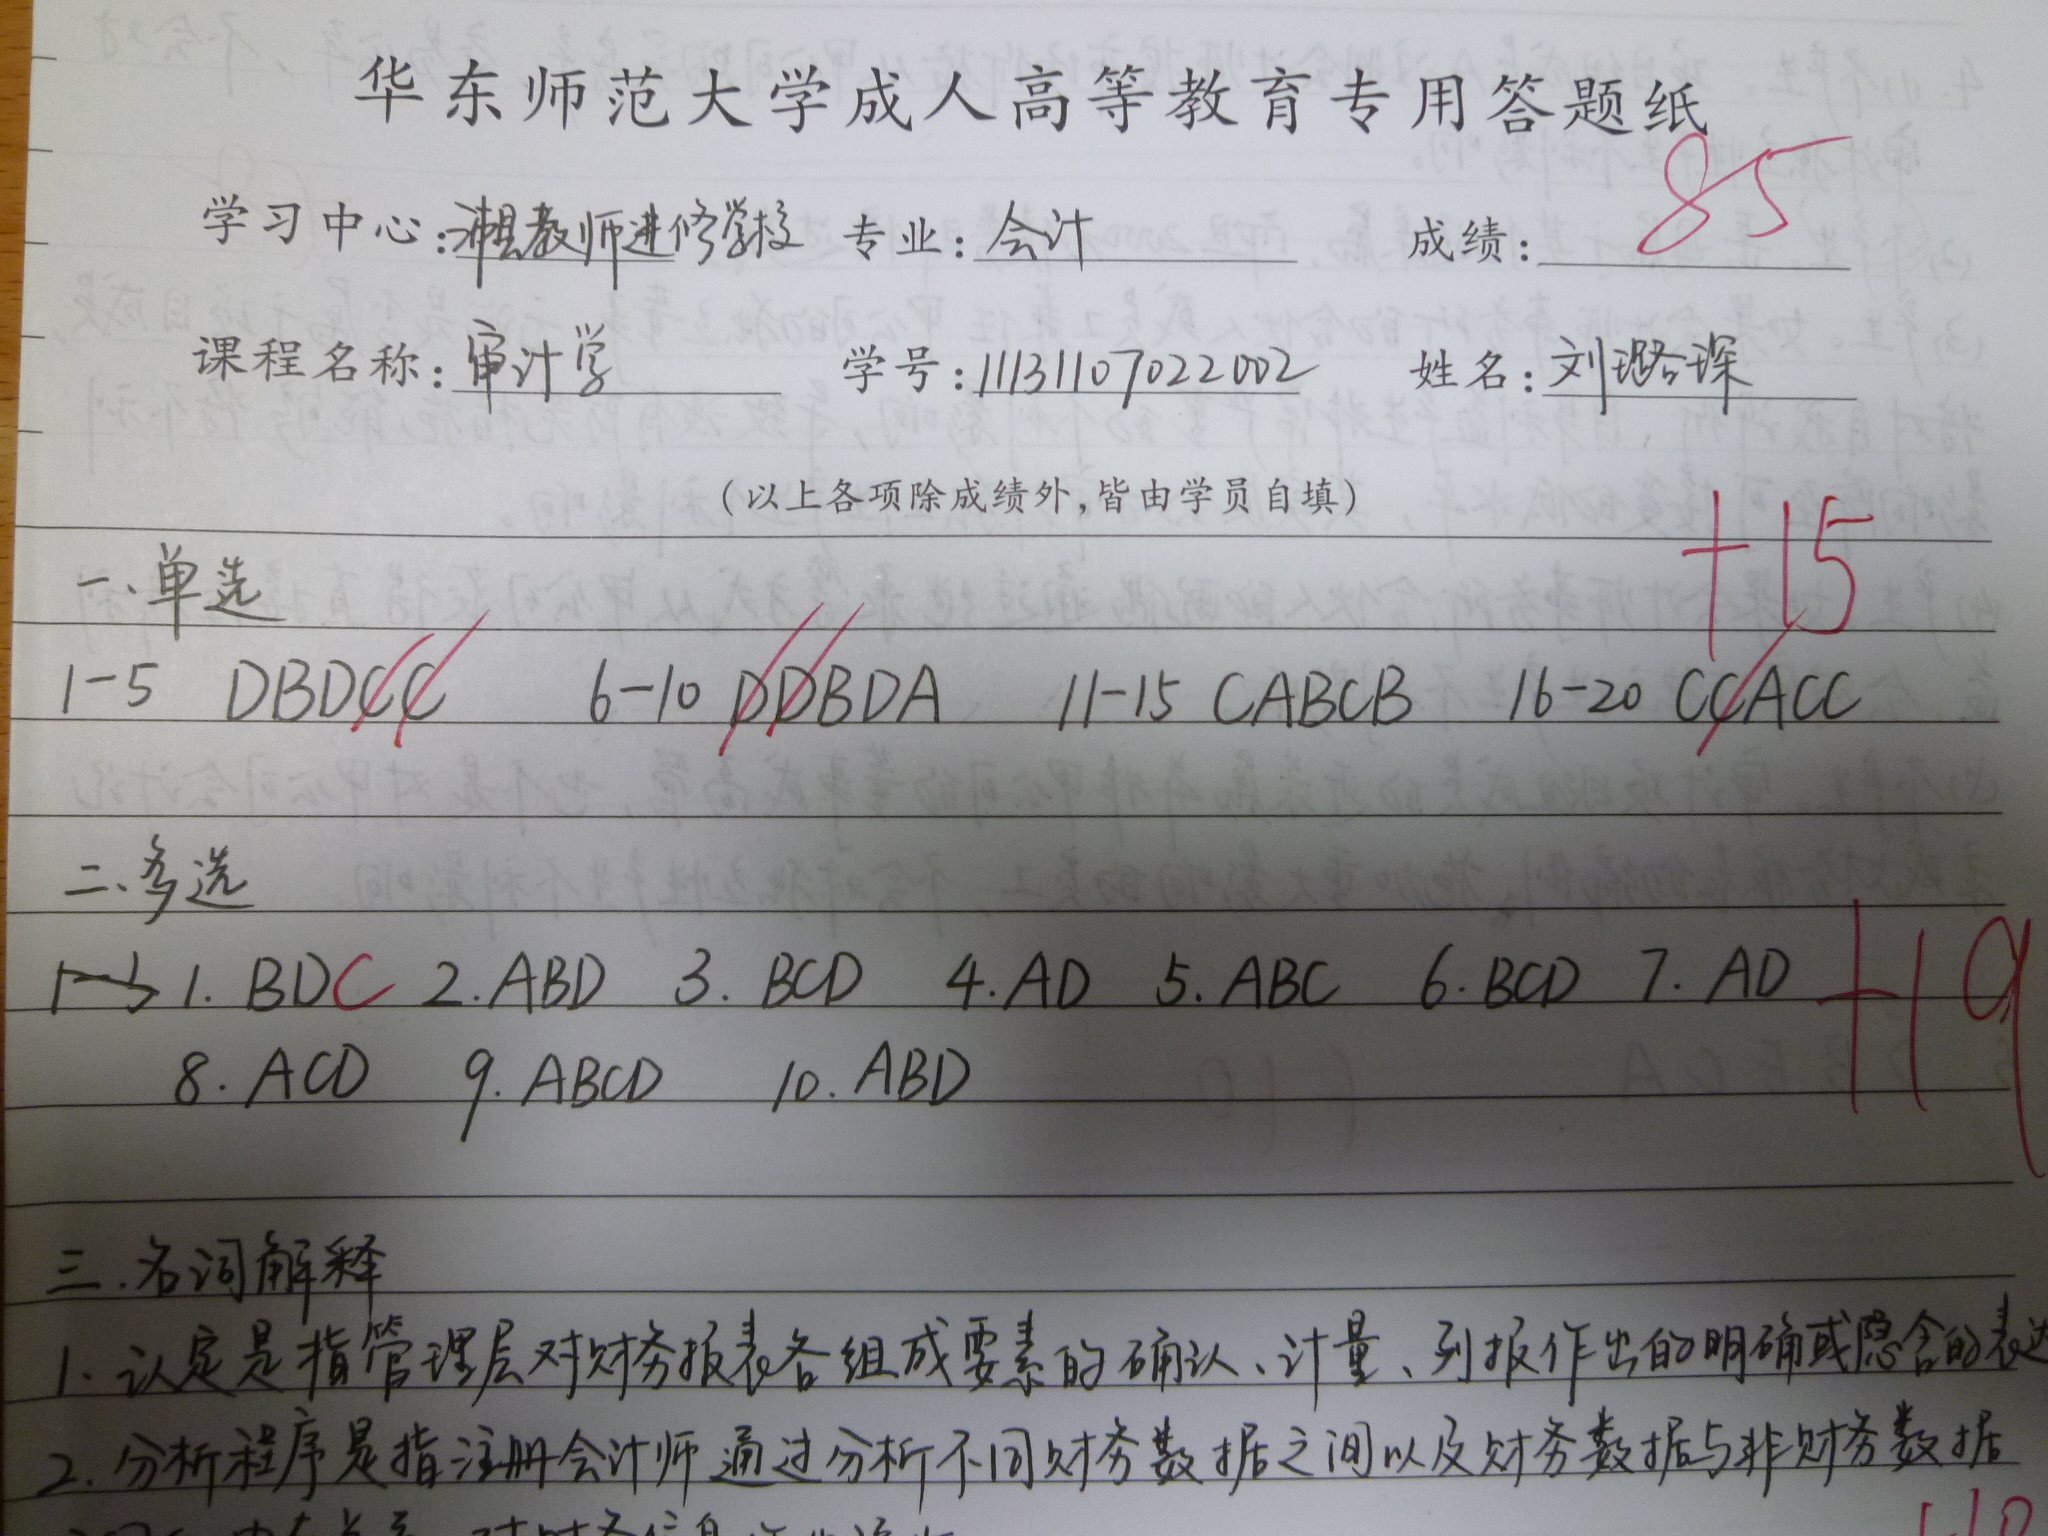 华东师范大学成人高等教育专用答题纸
学习中心:教师进修学校 专业:会计 成绩:85
课程名称:审计学 学号:11131107022002 姓名:刘璐琛
(以上各项除成绩外,皆由学员自填)
+15
一、单选
1-5 DBDCC 6-10 DDBDA 11-15 CABCB 16-20 CCACC
二、多选
1. BDC 2. ABD 3. BCD 4. AD 5. ABC 6. BCD 7. AD +19
8. ACD 9. ABCD 10. ABD
三.名词解释
1. 认定是指管理层对财务报表各组成要素的确认、计量、列报作出的明确或隐含的表达
2. 分析程序是指注册会计师通过分析不同财务数据之间以及财务数据与非财务数据